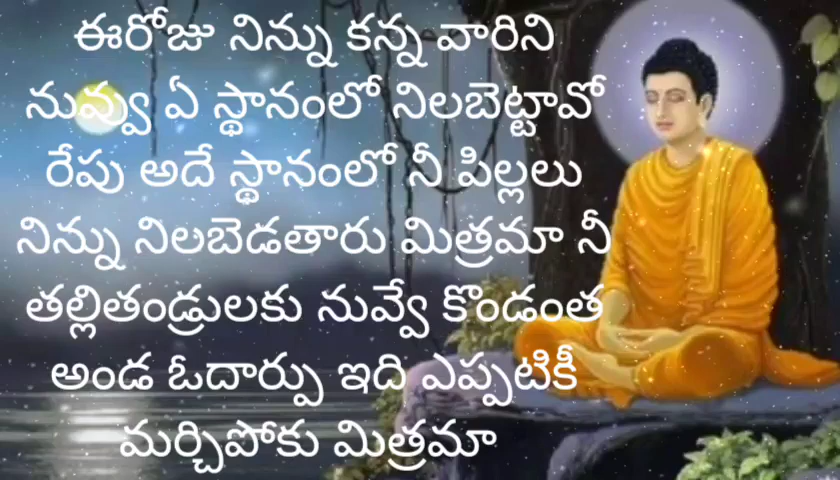 ఈరోజు నిన్ను కన్న వారిని
నువ్వు ఏ స్థానంలో నిలబెట్టావో
రేపు అదే స్థానంలో నీ పిల్లలు
నిన్ను నిలబెడతారు మిత్రమా నీ
తల్లితండ్రులకు నువ్వే కొండంత
అండ ఓదార్పు ఇది ఎప్పటికీ
మర్చిపోకు మిత్రమా